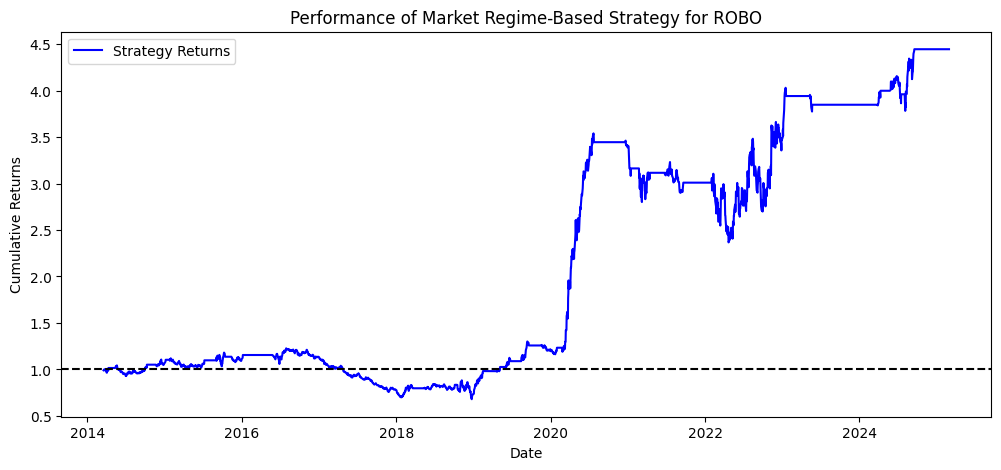 Performance of Market Regime-Based Strategy for ROBO
Strategy Returns
Cumulative Returns
4.5
4.0
3.5
3.0
2.5
2.0
1.5
1.0
0.5
2014 2016 2018 2020 2022 2024
Date